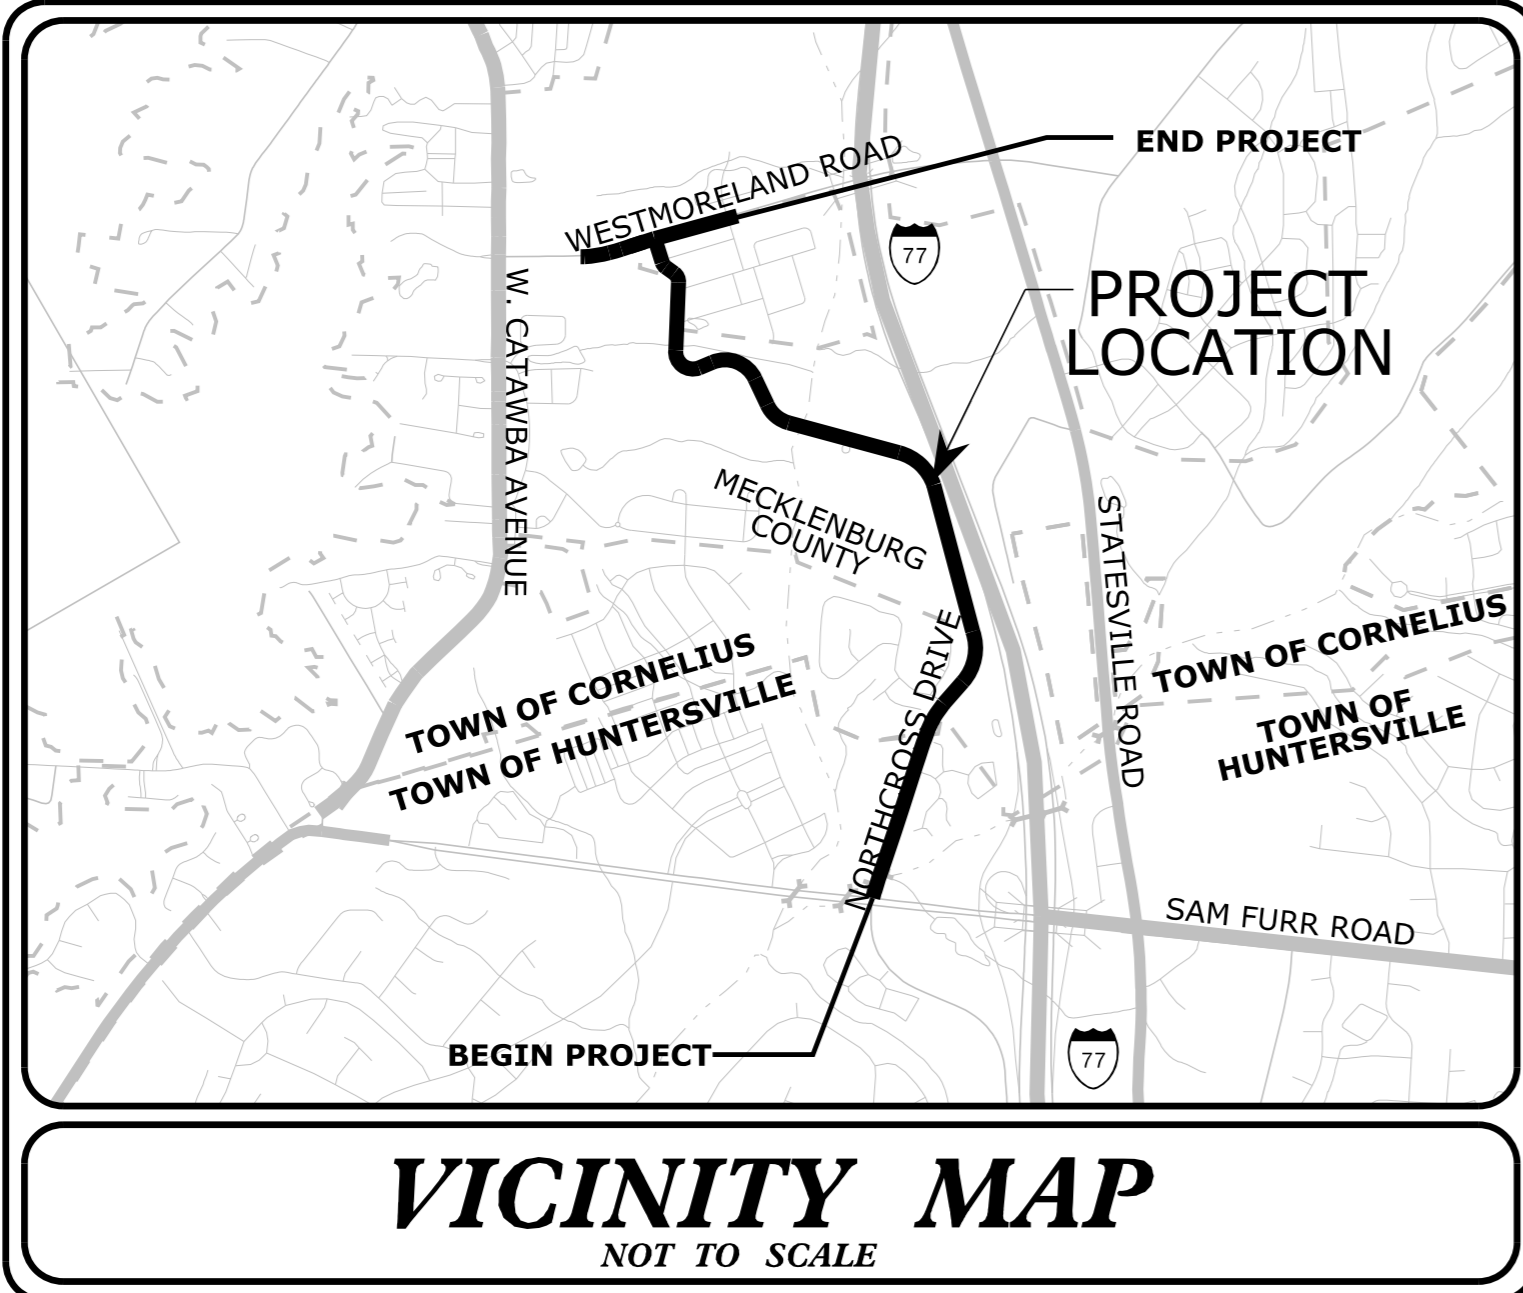 END PROJECT
WESTMORELAND ROAD
77
PROJECT
LOCATION
W. CATAWBA AVENUE
MECKLENBURG
COUNTY
STATESVILLE ROAD
TOWN OF CORNELIUS
TOWN OF HUNTERSVILLE
NORTHCROSS DRIVE
TOWN OF CORNELIUS
TOWN OF
HUNTERSVILLE
SAM FURR ROAD
BEGIN PROJECT
77
VICINITY MAP
NOT TO SCALE